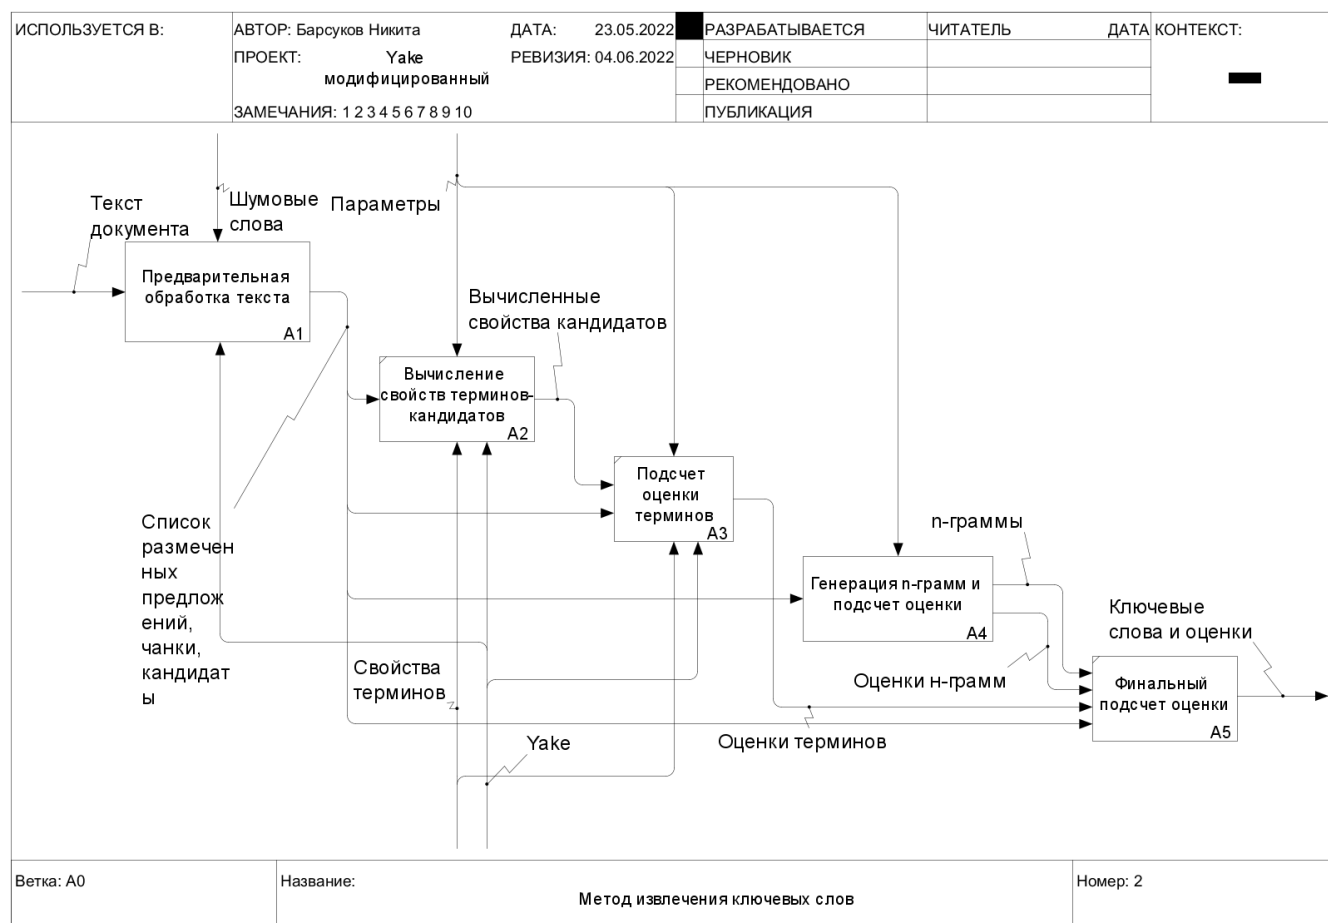 ИСПОЛЬЗУЕТСЯ В:
АВТОР: Барсуков Никита
ДАТА: 23.05.2022
РАЗРАБАТЫВАЕТСЯ
ЧИТАТЕЛЬ
ДАТА
КОНТЕКСТ:
ПРОЕКТ: Yake
модифицированный
РЕВИЗИЯ: 04.06.2022
ЧЕРНОВИК
РЕКОМЕНДОВАНО
ЗАМЕЧАНИЯ: 1 2 3 4 5 6 7 8 9 10
ПУБЛИКАЦИЯ
Текст
документа
Шумовые
слова
Параметры
Предварительная
обработка текста
A1
Вычисленные
свойства кандидатов
Вычисление
свойств терминов-
кандидатов
A2
Подсчет
оценки
терминов
A3
Список
размечен
ных
предлож
ений,
чанки,
кандидат
ы
n-граммы
Генерация n-грамм и
подсчет оценки
A4
Ключевые
слова и оценки
Свойства
терминов
Оценки н-грамм
Финальный
подсчет оценки
A5
Yake
Оценки терминов
Ветка: A0
Название:
Метод извлечения ключевых слов
Номер: 2